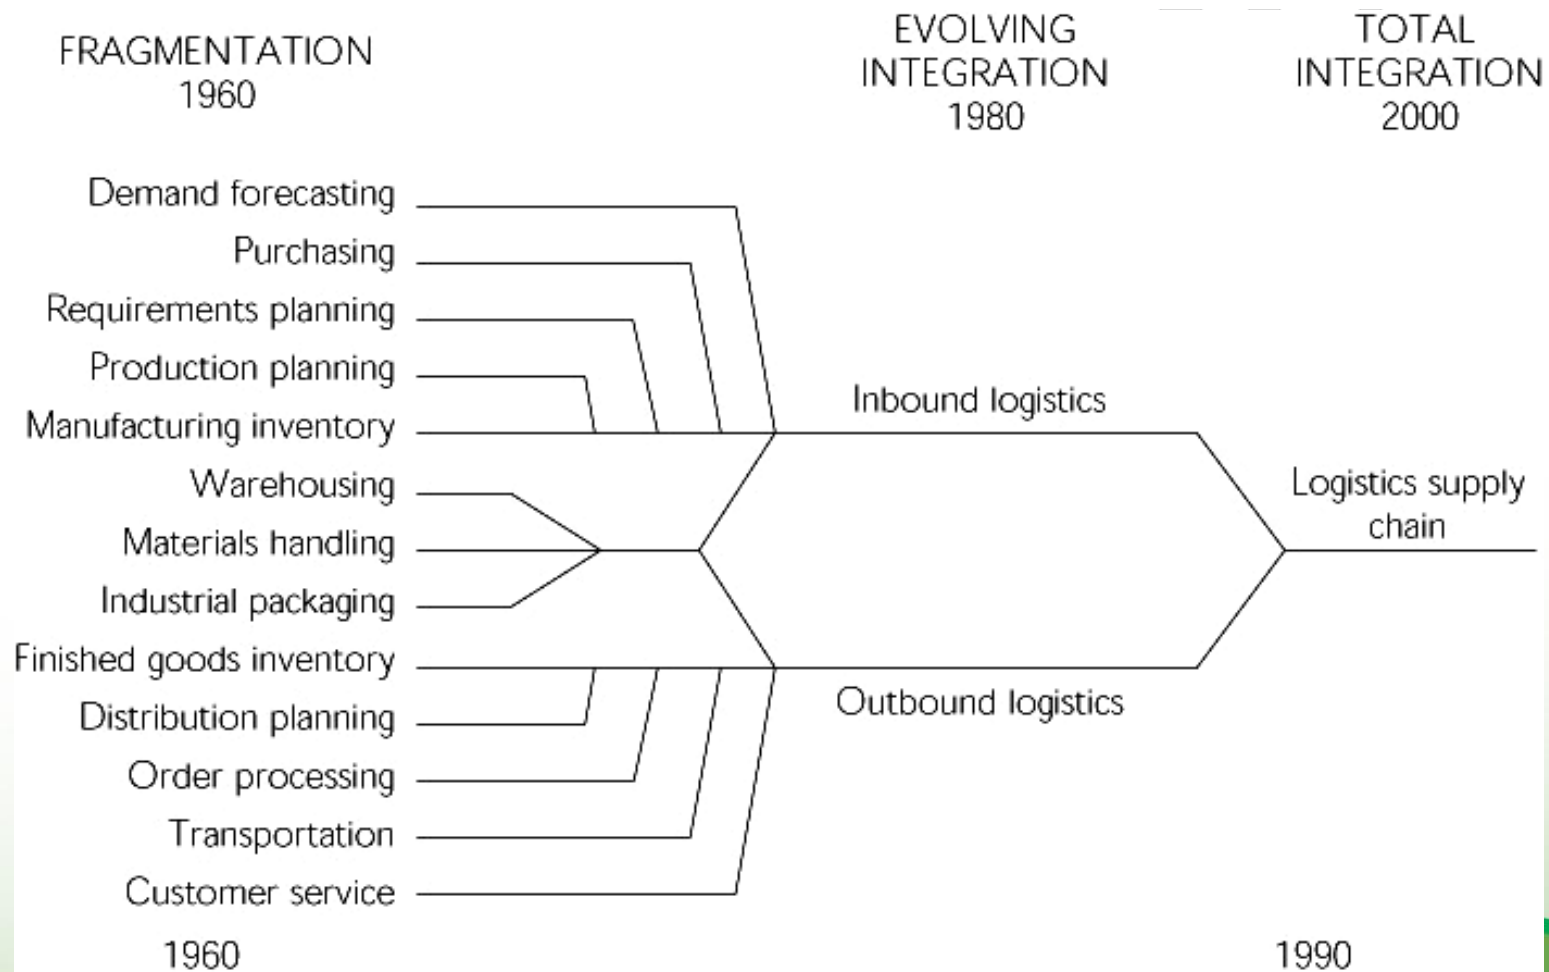 FRAGMENTATION
1960
EVOLVING
INTEGRATION
1980
TOTAL
INTEGRATION
2000
Demand forecasting
Purchasing
Requirements planning
Production planning
Manufacturing inventory
Warehousing
Materials handling
Industrial packaging
Finished goods inventory
Distribution planning
Order processing
Transportation
Customer service
Inbound logistics
Outbound logistics
Logistics supply
chain
1960
1990